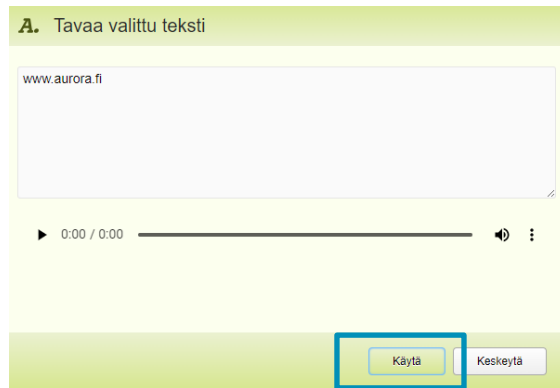 A. Tavaa valittu teksti
www.aurora.fi
0:00 / 0:00
Käytä Keskeytä